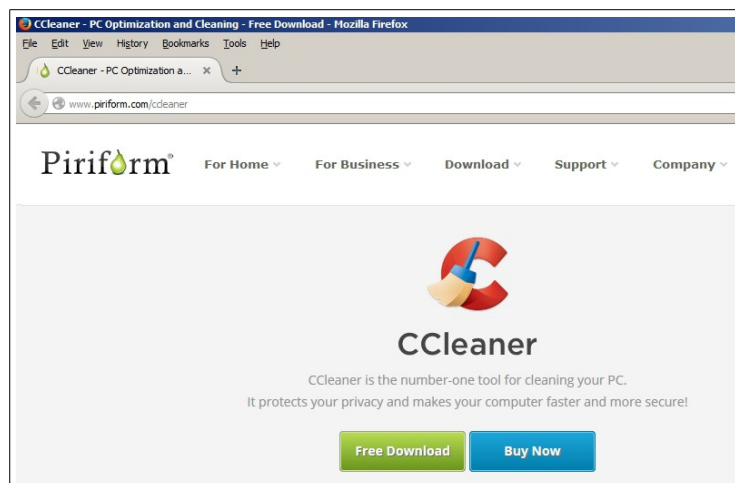 CCleaner - PC Optimization and Cleaning - Free Download - Mozilla Firefox
File Edit View History Bookmarks Tools Help
CCleaner - PC Optimization a... × +
www.piriform.com/ccleaner
Piriform® For Home For Business Download Support Company
CCleaner
CCleaner is the number-one tool for cleaning your PC.
It protects your privacy and makes your computer faster and more secure!
Free Download Buy Now